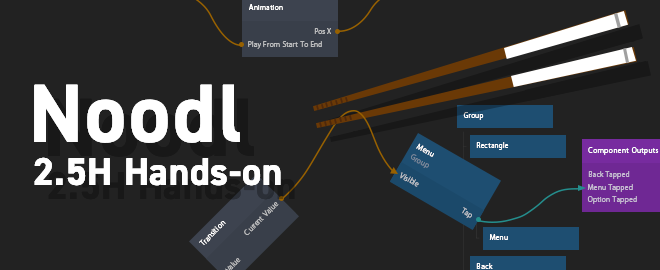 Animation
Pos X
Play From Start To End
Noodl
2.5H Hands-on
Group
Rectangle
Menu
Group
Visible
Tap
Component Outputs
Back Tapped
Menu Tapped
Option Tapped
Transition
Current Value
Menu
Back